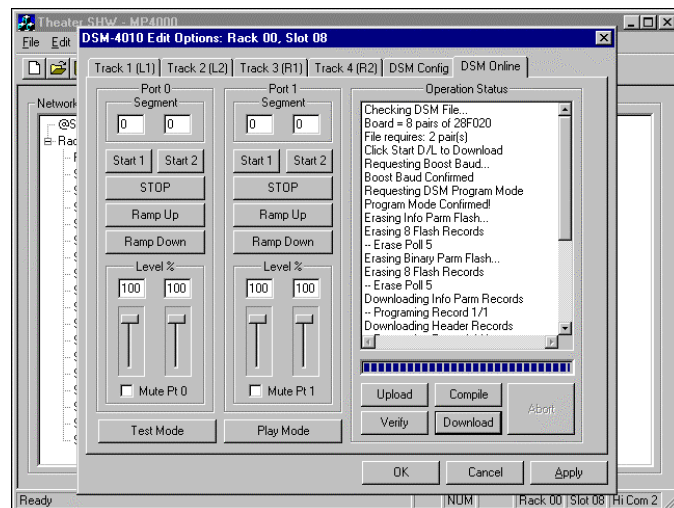 Theater SHW - MP4000
File Edit
DSM-4010 Edit Options: Rack 00, Slot 08
Track 1 (L1) Track 2 (L2) Track 3 (R1) Track 4 (R2) DSM Config DSM Online
Network
@S
Rac
Port 0
Segment
0 0
Start 1 Start 2
STOP
Ramp Up
Ramp Down
Level %
100 100
Mute Pt 0
Test Mode
Port 1
Segment
0 0
Start 1 Start 2
STOP
Ramp Up
Ramp Down
Level %
100 100
Mute Pt 1
Play Mode
Operation Status
Checking DSM File...
Board = 8 pairs of 28F020
File requires: 2 pair(s)
Click Start D/L to Download
Requesting Boost Baud...
Boost Baud Confirmed
Requesting DSM Program Mode
Program Mode Confirmed!
Erasing Info Parm Flash...
Erasing 8 Flash Records
-- Erase Poll 5
Erasing Binary Parm Flash...
Erasing 8 Flash Records
-- Erase Poll 5
Downloading Info Parm Records
-- Programing Record 1/1
Downloading Header Records
Upload Compile
Abort
Verify Download
OK Cancel Apply
Ready NUM Rack 00 Slot 08 Hi Com 2